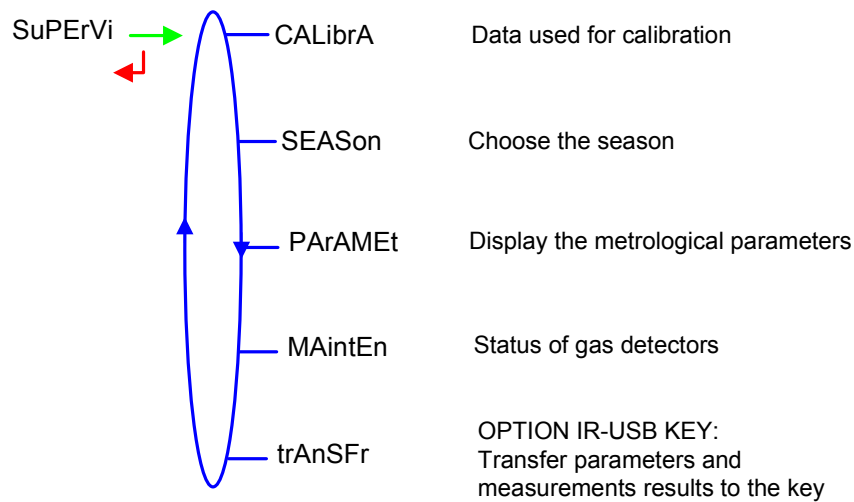 SuPErVi
CALibrA Data used for calibration
SEASon Choose the season
PArAMEt Display the metrological parameters
MAintEn Status of gas detectors
trAnSFr OPTION IR-USB KEY:
Transfer parameters and
measurements results to the key